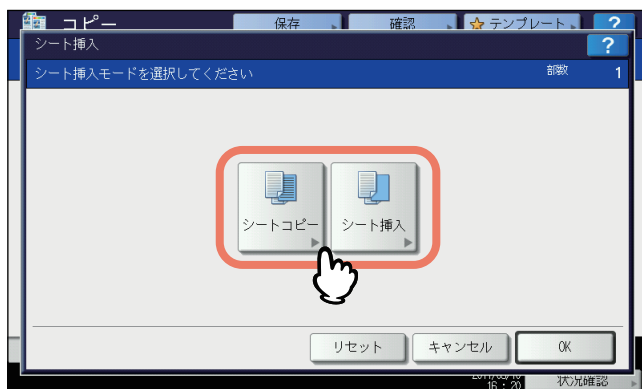 コピー 保存 確認 テンプレート ?
シート挿入 ?
シート挿入モードを選択してください 部数 1
シートコピー シート挿入
リセット キャンセル OK
16:20 状況確認